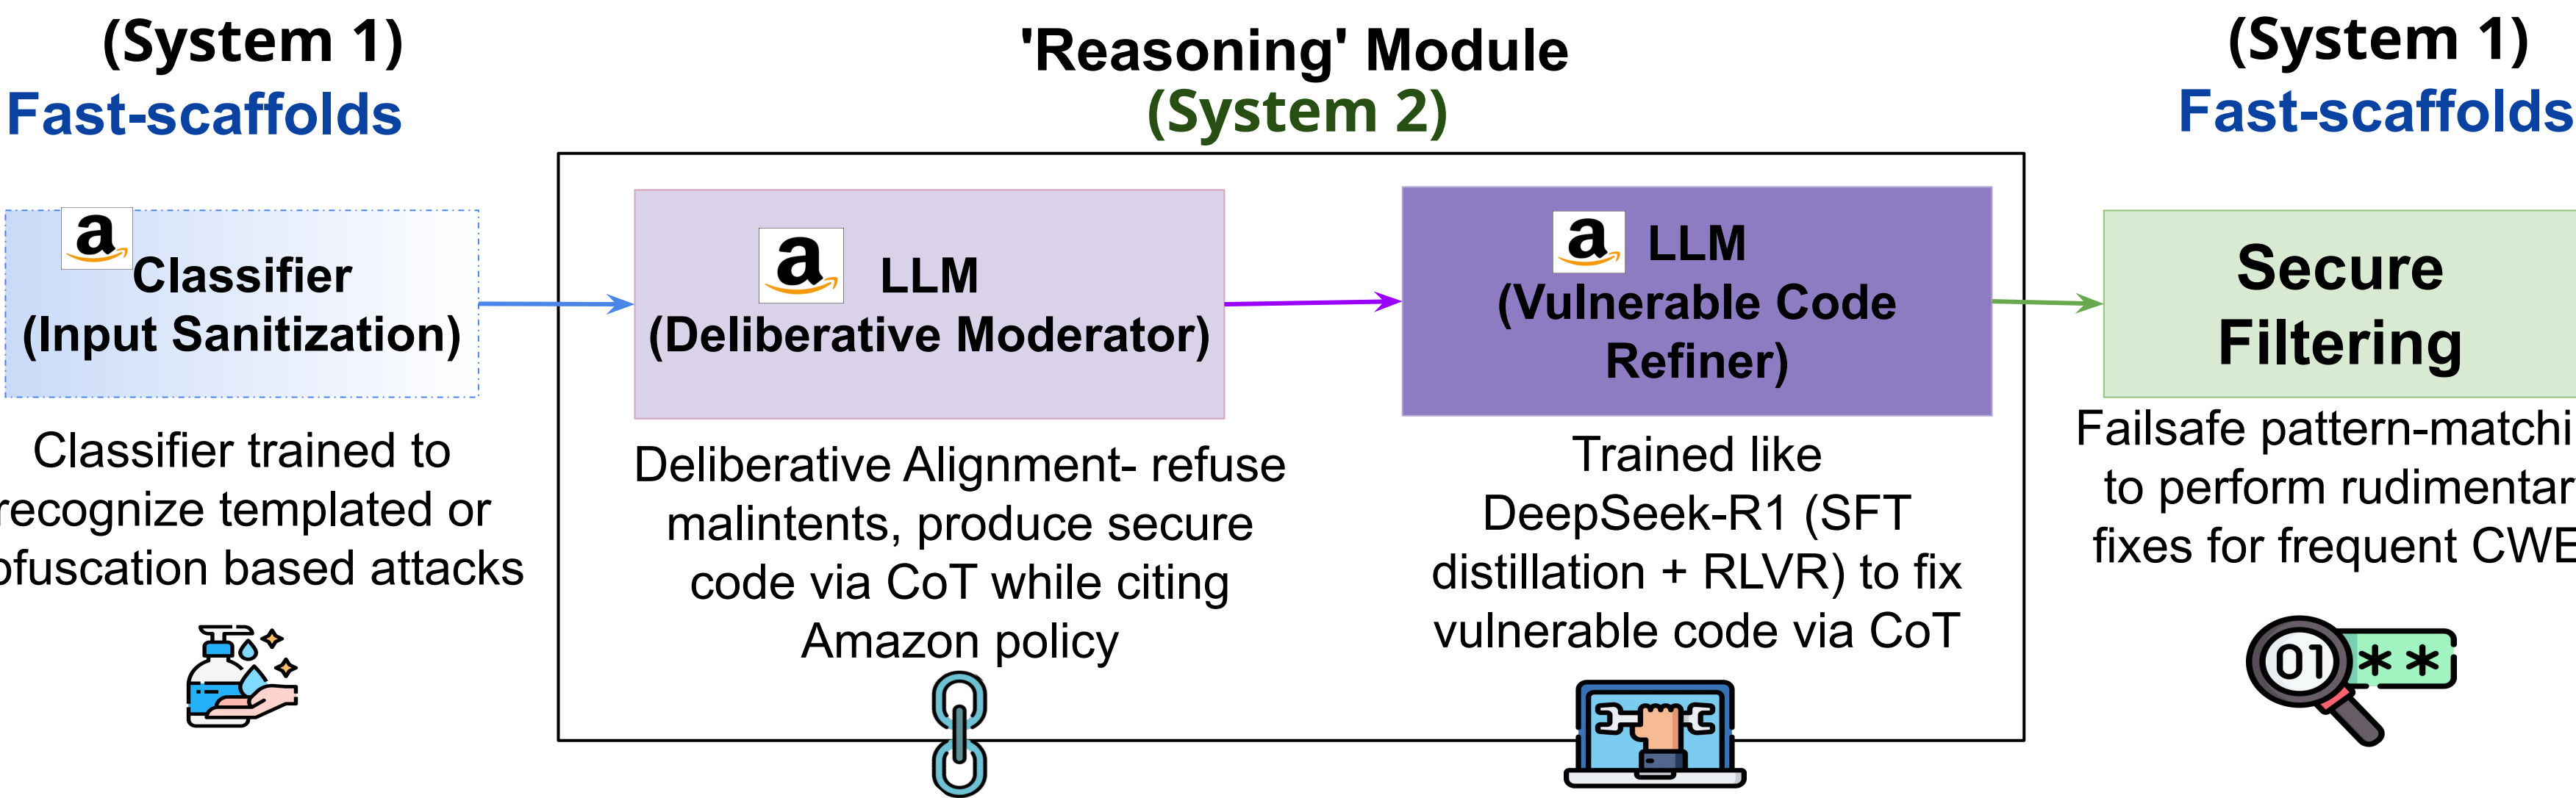 (System 1)
Fast-scaffolds
'Reasoning' Module
(System 2)
(System 1)
Fast-scaffolds
a
Classifier
(Input Sanitization)
a
LLM
(Deliberative Moderator)
a
LLM
(Vulnerable Code
Refiner)
Secure
Filtering
Classifier trained to
recognize templated or
bfuscation based attacks
Deliberative Alignment- refuse
malintents, produce secure
code via CoT while citing
Amazon policy
Trained like
DeepSeek-R1 (SFT
distillation + RLVR) to fix
vulnerable code via CoT
Failsafe pattern-matchi
to perform rudimentar
fixes for frequent CWE
01 **